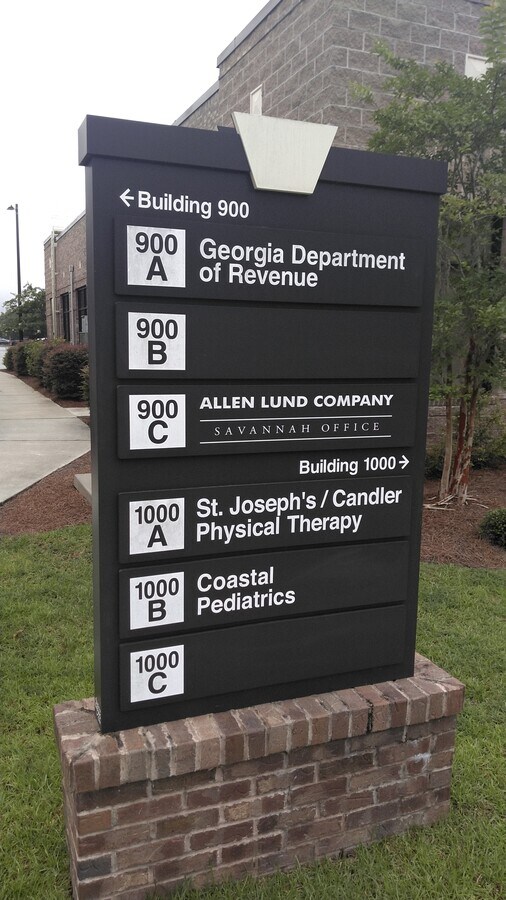 ←Building 900
900
A
Georgia Department
of Revenue
900
B
900
C
ALLEN LUND COMPANY
SAVANNAH OFFICE
Building 1000→
1000
A
St. Joseph's / Candler
Physical Therapy
1000
B
Coastal
Pediatrics
1000
C